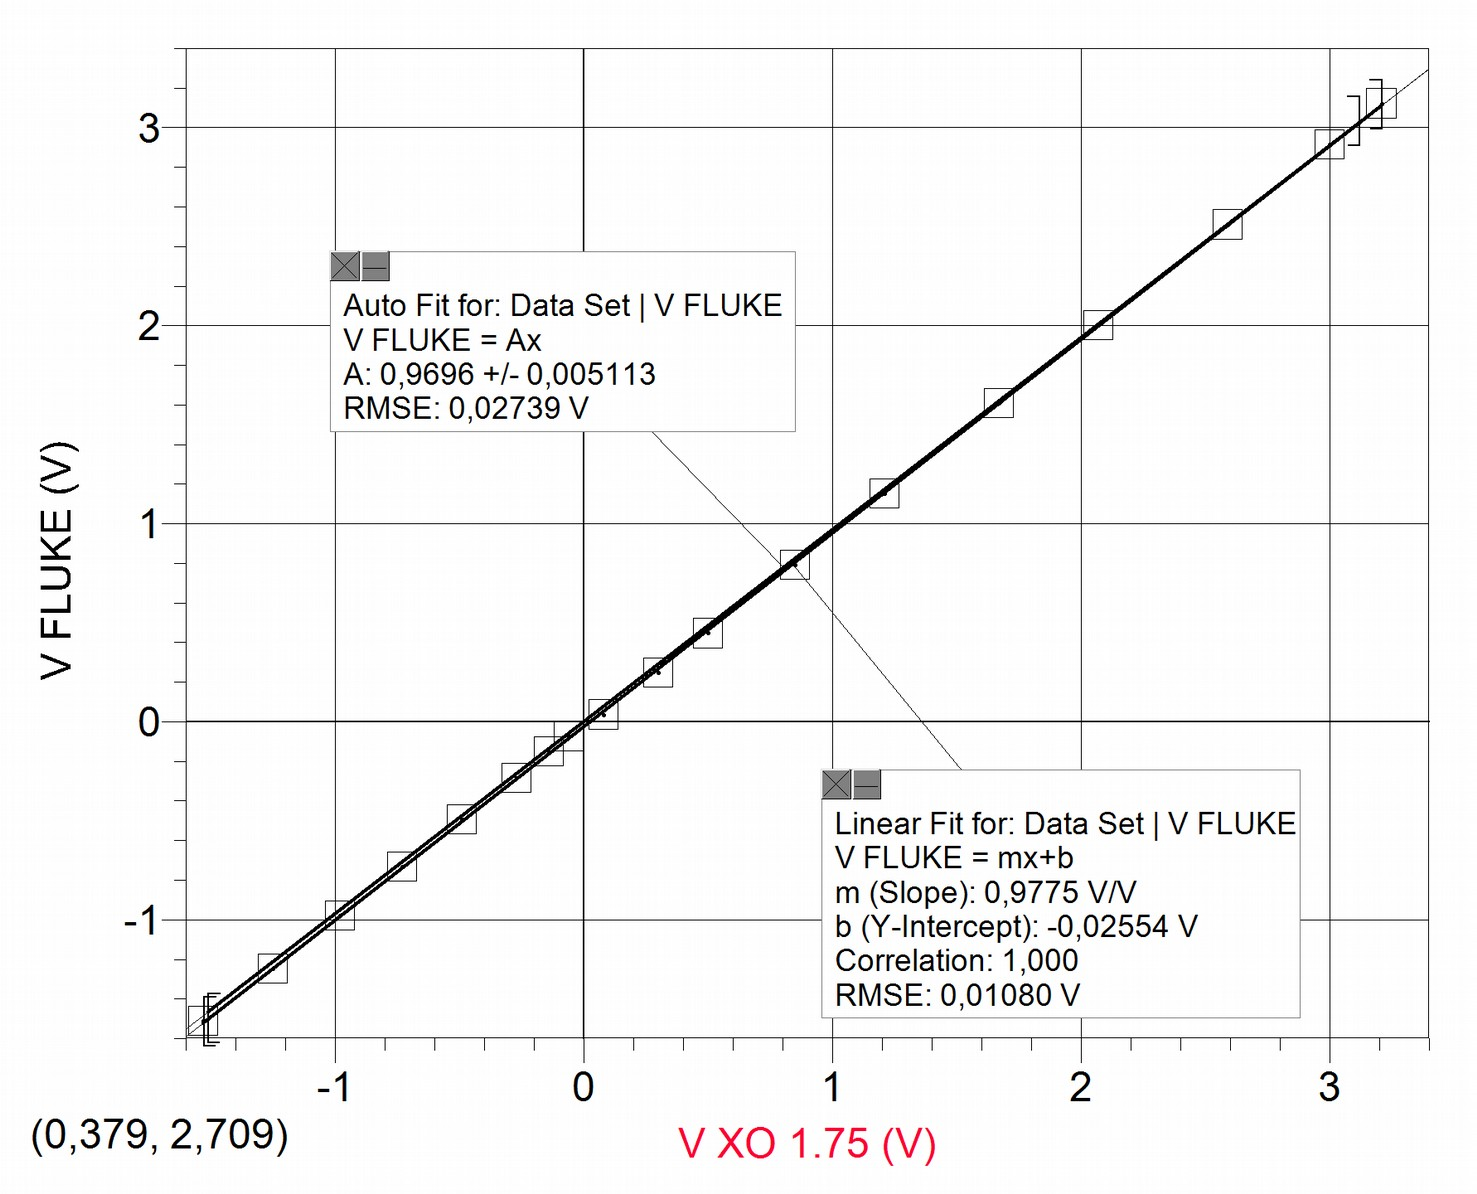 3
2
1
0
-1
V FLUKE (V)
Auto Fit for: Data Set | V FLUKE
V FLUKE = Ax
A: 0,9696 +/- 0,005113
RMSE: 0,02739 V
Linear Fit for: Data Set | V FLUKE
V FLUKE = mx+b
m (Slope): 0,9775 V/V
b (Y-Intercept): -0,02554 V
Correlation: 1,000
RMSE: 0,01080 V
-1 0 1 2 3
(0,379, 2,709)
V XO 1.75 (V)